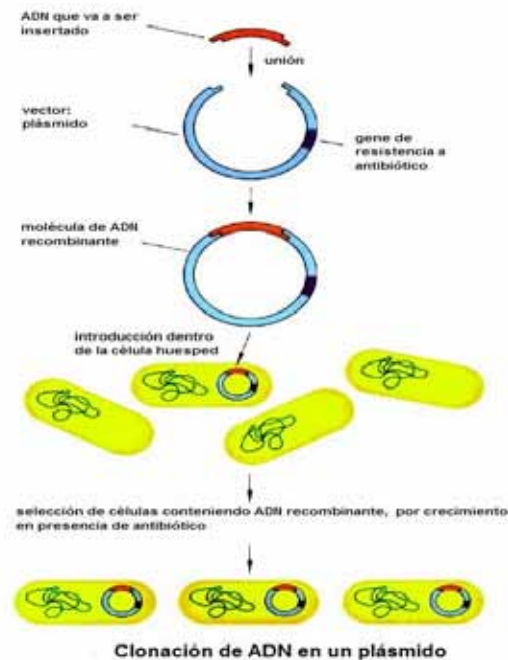 ADN que va a ser
insertado
unión
vector:
plásmido
gene de
resistencia a
antibiótico
molécula de ADN
recombinante
introducción dentro
de la célula huesped
selección de células conteniendo ADN recombinante, por crecimiento
en presencia de antibiótico
Clonación de ADN en un plásmido